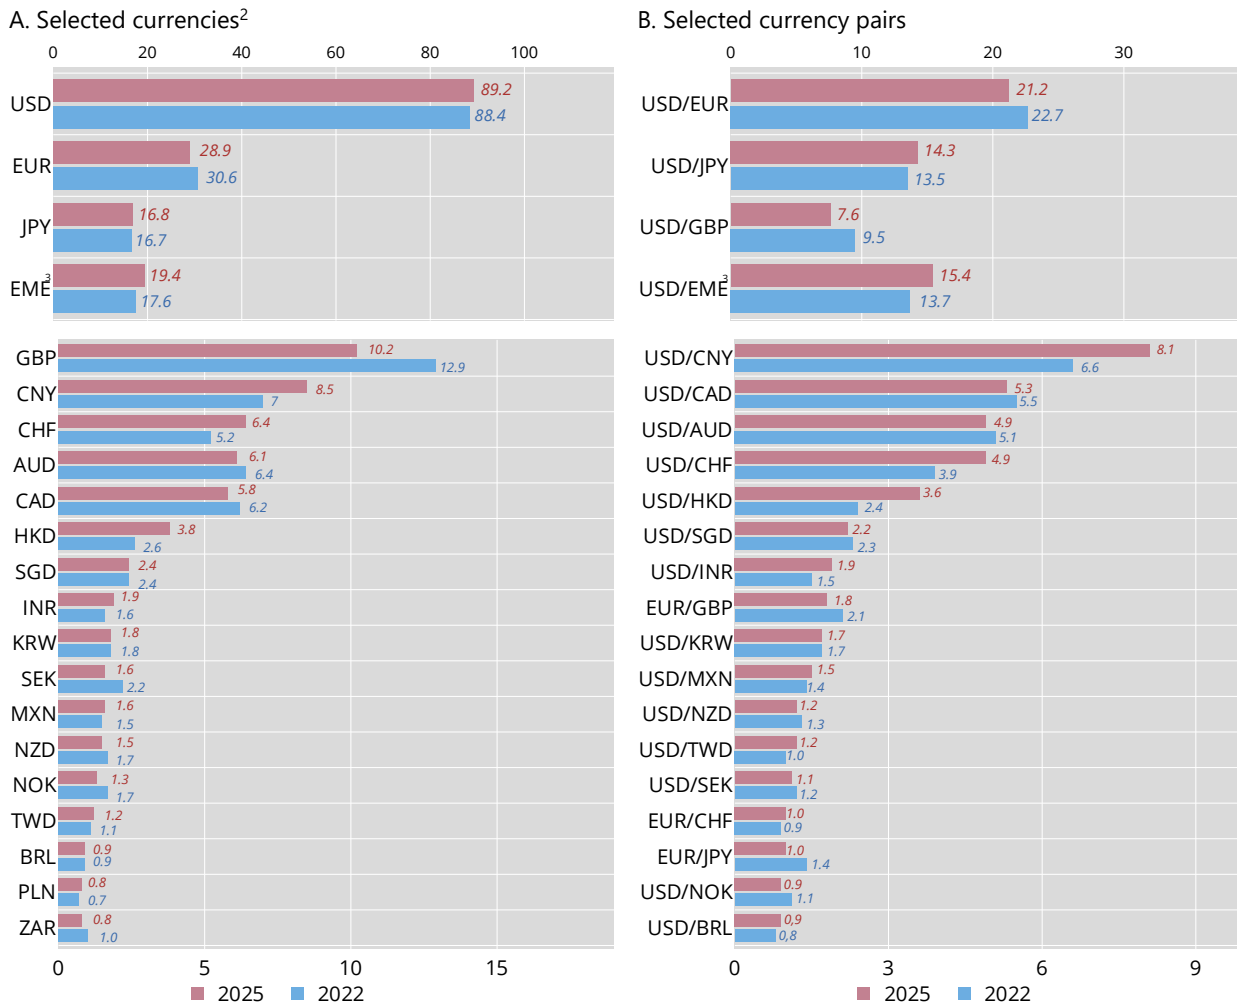 A. Selected currencies2
0 20 40 60 80 100
USD 89.2
88.4
EUR 28.9
30.6
JPY 16.8
16.7
EME3 19.4
17.6
GBP 10.2
12.9
CNY 8.5
7
CHF 6.4
5.2
AUD 6.1
6.4
CAD 5.8
6.2
HKD 3.8
2.6
SGD 2.4
2.4
INR 1.9
1.6
KRW 1.8
1.8
SEK 1.6
2.2
MXN 1.6
1.5
NZD 1.5
1.7
NOK 1.3
1.7
TWD 1.2
1.1
BRL 0.9
0.9
PLN 0.8
0.7
ZAR 0.8
1.0
0 5 10 15
2025 2022
B. Selected currency pairs
0 10 20 30
USD/EUR 21.2
22.7
USD/JPY 14.3
13.5
USD/GBP 7.6
9.5
USD/EME3 15.4
13.7
USD/CNY 8.1
6.6
USD/CAD 5.3
5.5
USD/AUD 4.9
5.1
USD/CHF 4.9
3.9
USD/HKD 3.6
2.4
USD/SGD 2.2
2.3
USD/INR 1.9
1.5
EUR/GBP 1.8
2.1
USD/KRW 1.7
1.7
USD/MXN 1.5
1.4
USD/NZD 1.2
1.3
USD/TWD 1.2
1.0
USD/SEK 1.1
1.2
EUR/CHF 1.0
0.9
EUR/JPY 1.0
1.4
USD/NOK 0.9
1.1
USD/BRL 0,9
0,8
0 3 6 9
2025 2022